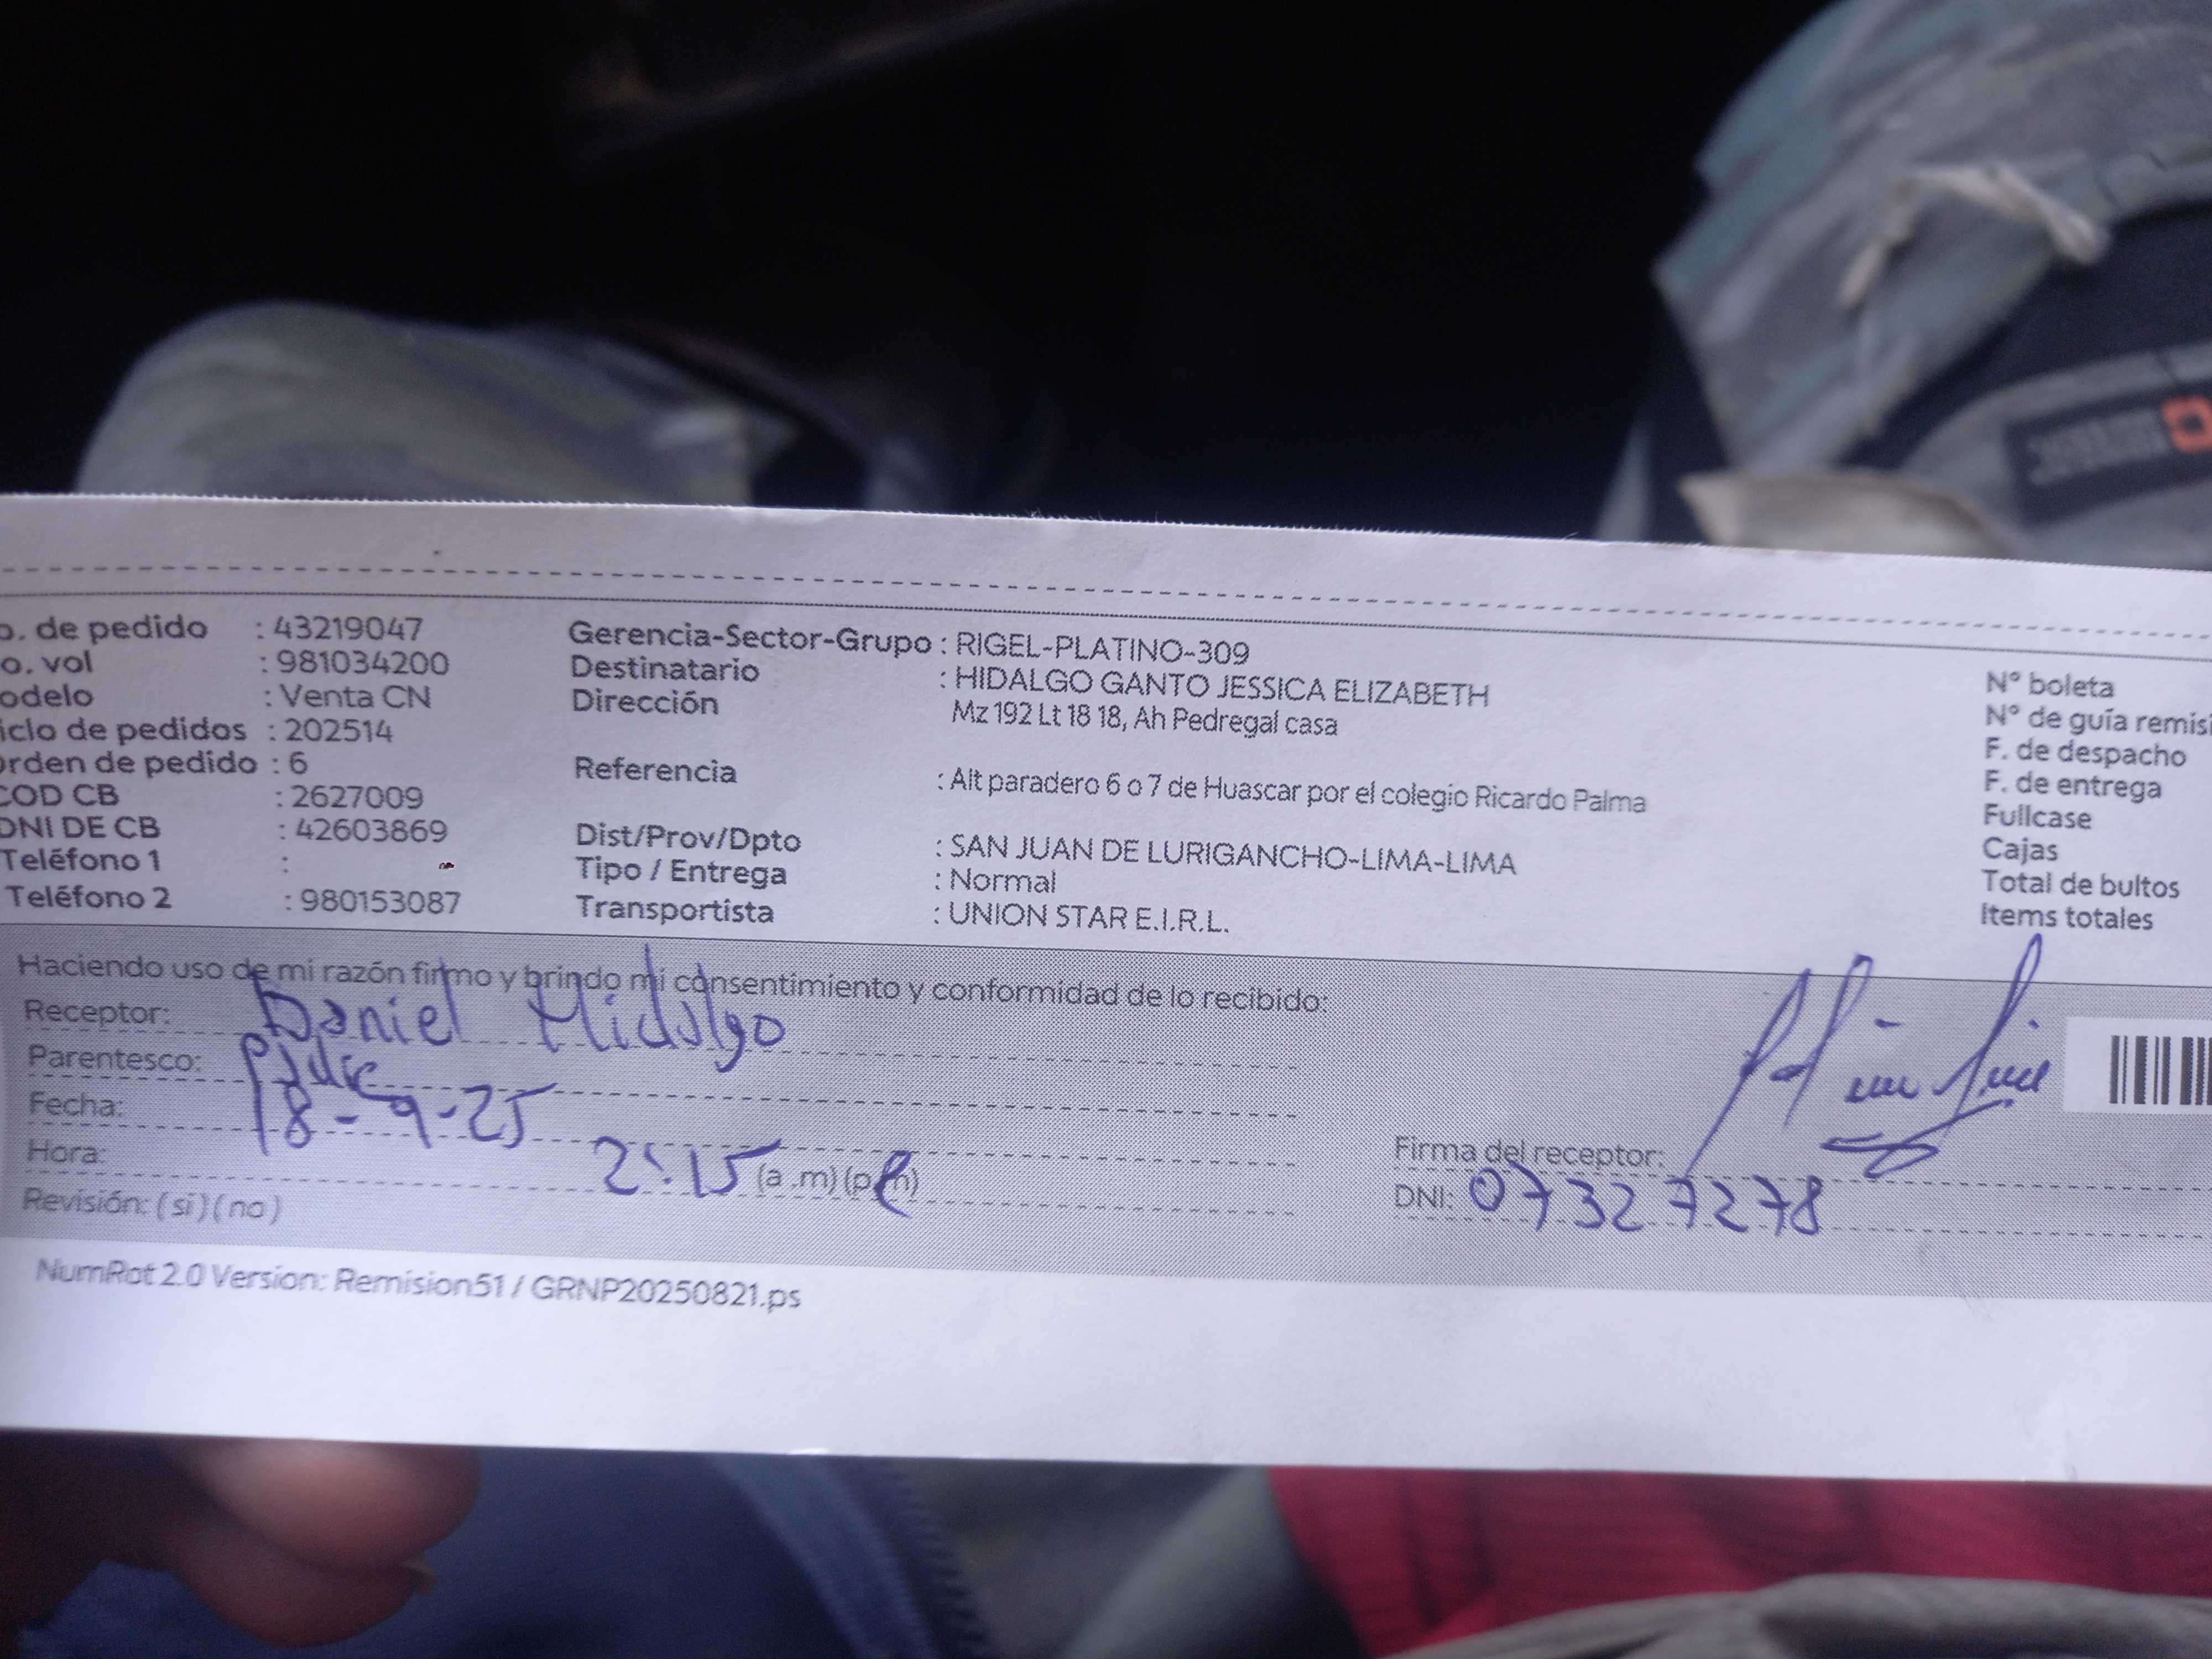 o. de pedido : 43219047
o. vol : 981034200
odelo : Venta CN
iclo de pedidos : 202514
rden de pedido : 6
COD CB : 2627009
DNI DE CB : 42603869
Teléfono 1 :
Teléfono 2 : 980153087
Gerencia-Sector-Grupo : RIGEL-PLATINO-309
Destinatario : HIDALGO GANTO JESSICA ELIZABETH
Dirección Mz 192 Lt 18 18, Ah Pedregal casa
Referencia : Alt paradero 6 o 7 de Huascar por el colegio Ricardo Palma
Dist/Prov/Dpto : SAN JUAN DE LURIGANCHO-LIMA-LIMA
Tipo / Entrega : Normal
Transportista : UNION STAR E.I.R.L.
N° boleta
N° de guía remisi
F. de despacho
F. de entrega
Fullcase
Cajas
Total de bultos
Items totales
Haciendo uso de mi razón firmo y brindo mi consentimiento y conformidad de lo recibido:
Receptor: Daniel Hidalgo
Parentesco: Padre
Fecha: 18-9-25
Hora: 2:15 (a .m) (p.m)
Revisión: ( si ) ( no )
Firma del receptor:
DNI: 07327278
NumRot 2.0 Version: Remision51 / GRNP20250821.ps